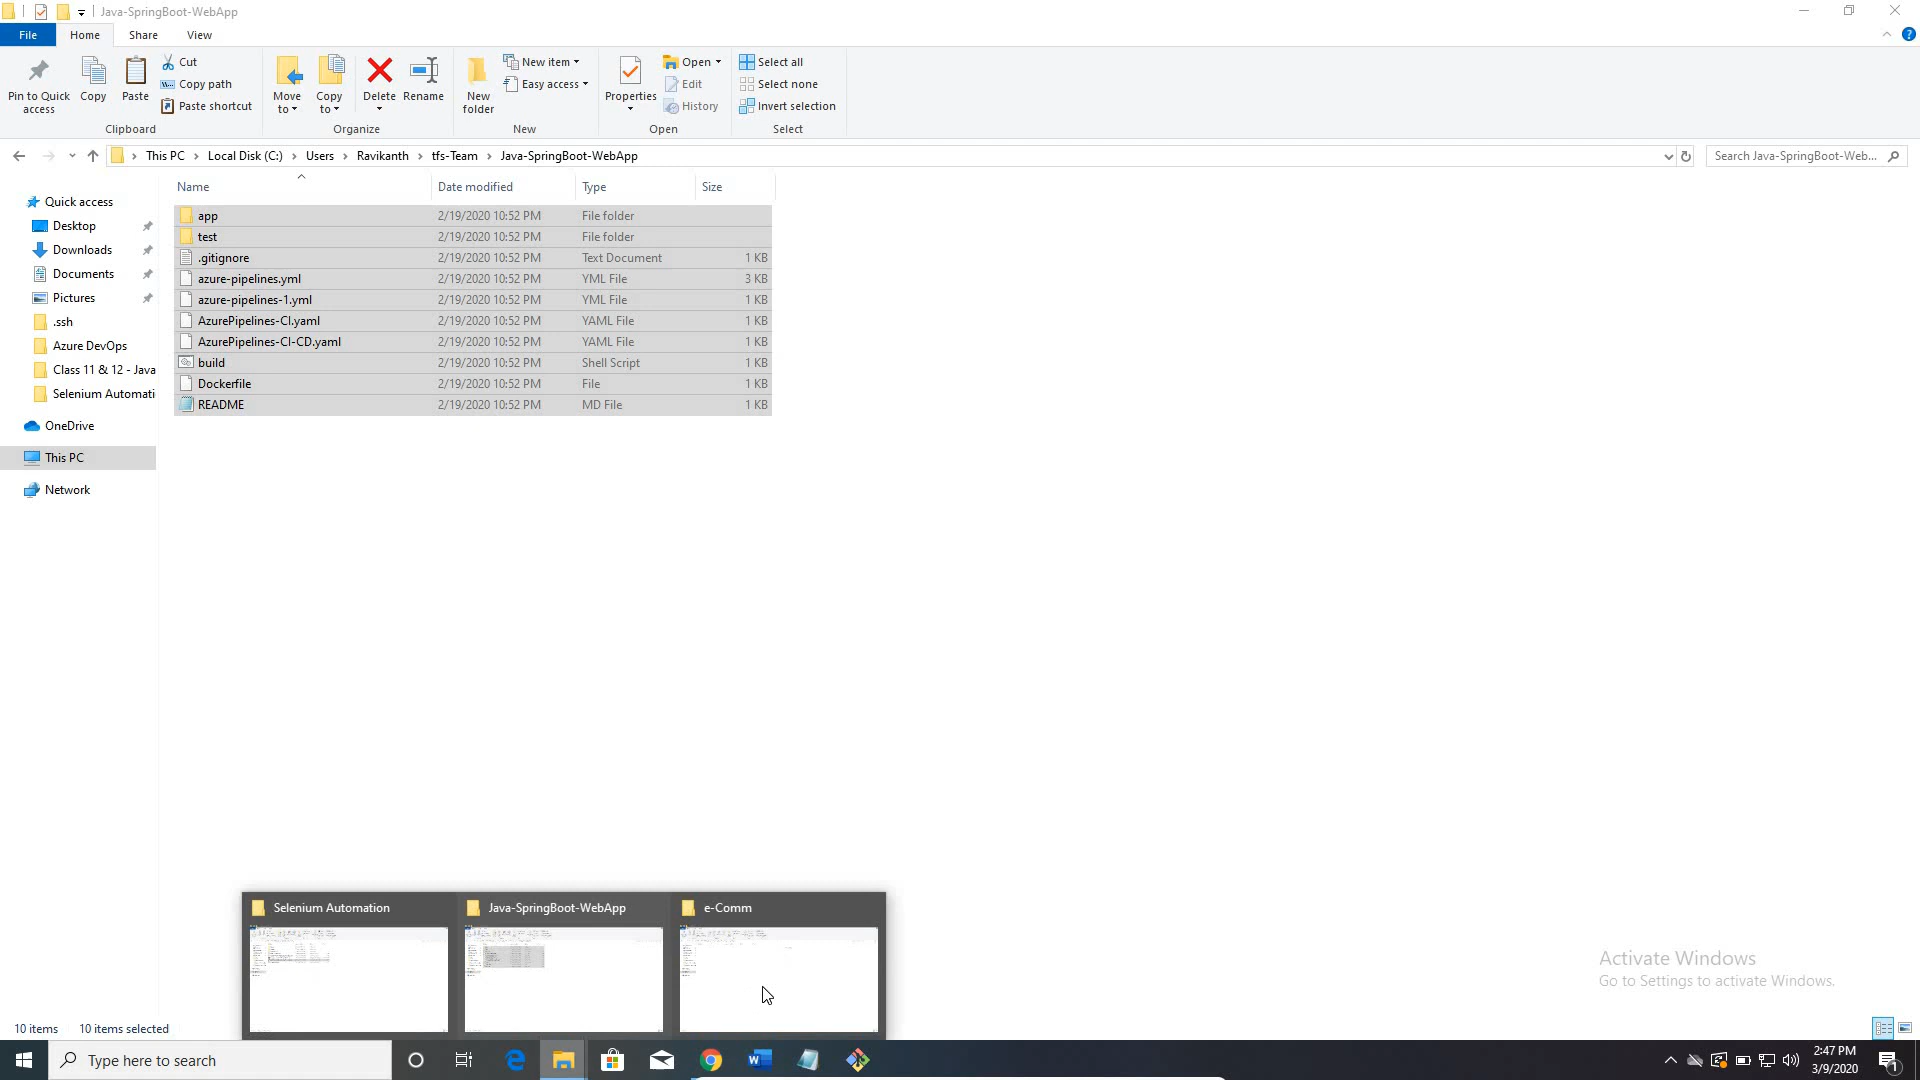 Java-SpringBoot-WebApp
File Home Share View
Pin to Quick access
Copy
Paste
Cut
Copy path
Paste shortcut
Clipboard
Move to
Copy to
Delete
Rename
Organize
New folder
New item
Easy access
New
Properties
Open
Edit
History
Open
Select all
Select none
Invert selection
Select
This PC › Local Disk (C:) › Users › Ravikanth › tfs-Team › Java-SpringBoot-WebApp
Search Java-SpringBoot-Web...
Name Date modified Type Size
Quick access
Desktop
Downloads
Documents
Pictures
.ssh
Azure DevOps
Class 11 & 12 - Java
Selenium Automati
OneDrive
This PC
Network
app 2/19/2020 10:52 PM File folder
test 2/19/2020 10:52 PM File folder
.gitignore 2/19/2020 10:52 PM Text Document 1 KB
azure-pipelines.yml 2/19/2020 10:52 PM YML File 3 KB
azure-pipelines-1.yml 2/19/2020 10:52 PM YML File 1 KB
AzurePipelines-CI.yaml 2/19/2020 10:52 PM YAML File 1 KB
AzurePipelines-CI-CD.yaml 2/19/2020 10:52 PM YAML File 1 KB
build 2/19/2020 10:52 PM Shell Script 1 KB
Dockerfile 2/19/2020 10:52 PM File 1 KB
README 2/19/2020 10:52 PM MD File 1 KB
Selenium Automation
Java-SpringBoot-WebApp
e-Comm
Activate Windows
Go to Settings to activate Windows.
10 items 10 items selected
Type here to search
2:47 PM
3/9/2020
1